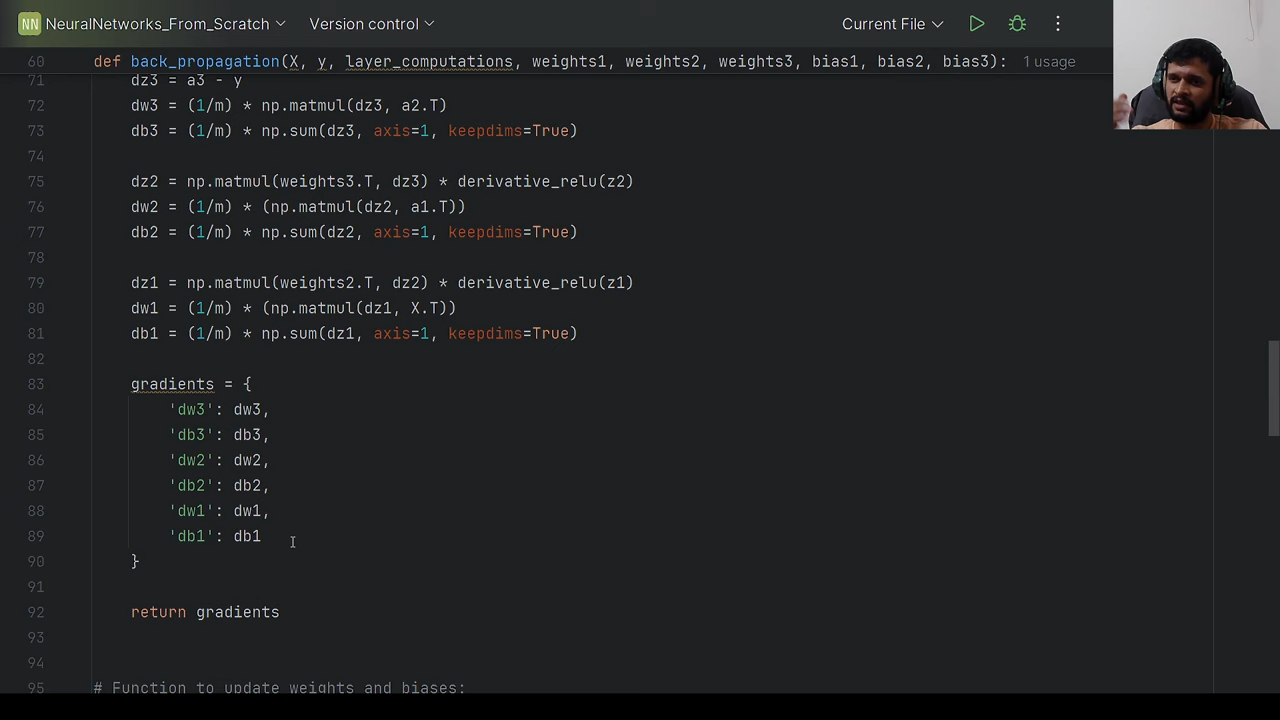 NN NeuralNetworks_From_Scratch Version control Current File
60 def back_propagation(X, y, layer_computations, weights1, weights2, weights3, bias1, bias2, bias3): 1 usage
71 dz3 = a3 - y
72 dw3 = (1/m) * np.matmul(dz3, a2.T)
73 db3 = (1/m) * np.sum(dz3, axis=1, keepdims=True)
74
75 dz2 = np.matmul(weights3.T, dz3) * derivative_relu(z2)
76 dw2 = (1/m) * (np.matmul(dz2, a1.T))
77 db2 = (1/m) * np.sum(dz2, axis=1, keepdims=True)
78
79 dz1 = np.matmul(weights2.T, dz2) * derivative_relu(z1)
80 dw1 = (1/m) * (np.matmul(dz1, X.T))
81 db1 = (1/m) * np.sum(dz1, axis=1, keepdims=True)
82
83 gradients = {
84 'dw3': dw3,
85 'db3': db3,
86 'dw2': dw2,
87 'db2': db2,
88 'dw1': dw1,
89 'db1': db1
90 }
91
92 return gradients
93
94
95 # Function to update weights and biases: